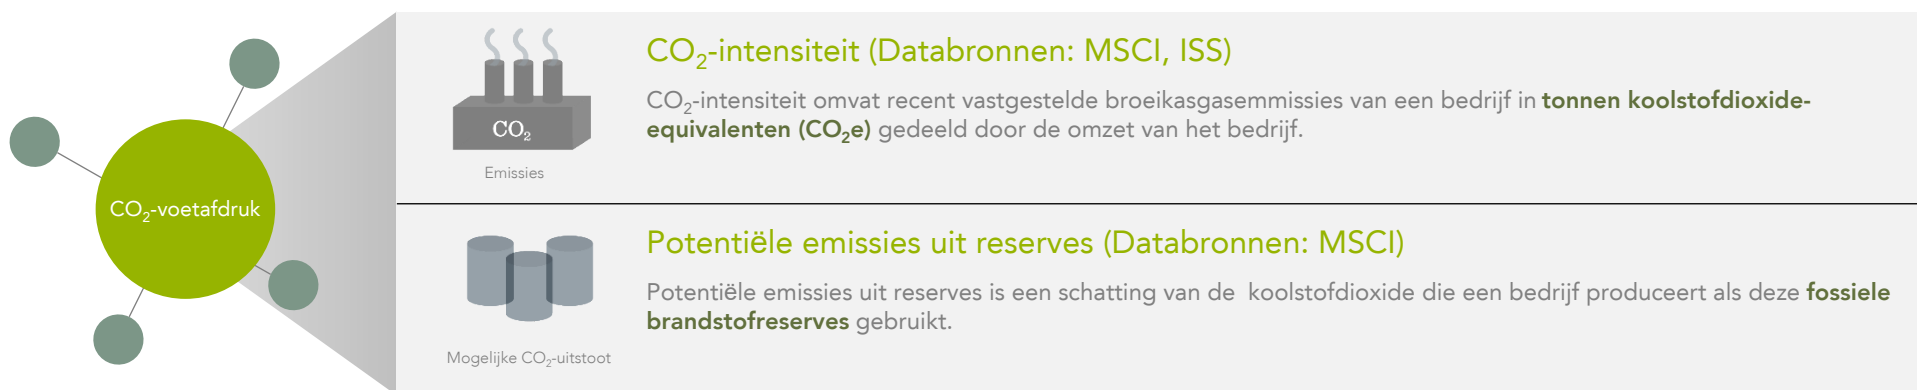 CO₂-voetafdruk
CO₂
Emissies
CO₂-intensiteit (Databronnen: MSCI, ISS)
CO₂-intensiteit omvat recent vastgestelde broeikasgasemmissies van een bedrijf in tonnen koolstofdioxide-
equivalenten (CO₂e) gedeeld door de omzet van het bedrijf.
Mogelijke CO₂-uitstoot
Potentiële emissies uit reserves (Databronnen: MSCI)
Potentiële emissies uit reserves is een schatting van de  koolstofdioxide die een bedrijf produceert als deze fossiele
brandstofreserves gebruikt.